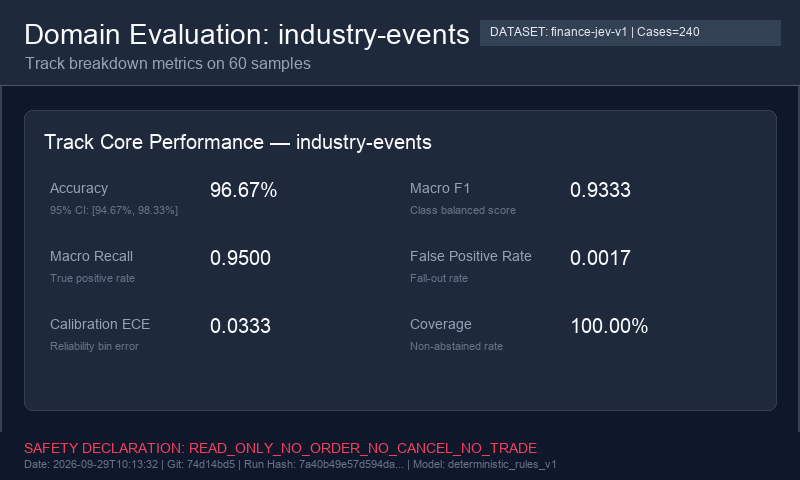 Domain Evaluation: industry-events
DATASET: finance-jev-v1 | Cases=240
Track breakdown metrics on 60 samples
Track Core Performance — industry-events
Accuracy 96.67% Macro F1 0.9333
95% CI: [94.67%, 98.33%] Class balanced score
Macro Recall 0.9500 False Positive Rate 0.0017
True positive rate Fall-out rate
Calibration ECE 0.0333 Coverage 100.00%
Reliability bin error Non-abstained rate
SAFETY DECLARATION: READ_ONLY_NO_ORDER_NO_CANCEL_NO_TRADE
Date: 2026-09-29T10:13:32 | Git: 74d14bd5 | Run Hash: 7a40b49e57d594da... | Model: deterministic_rules_v1